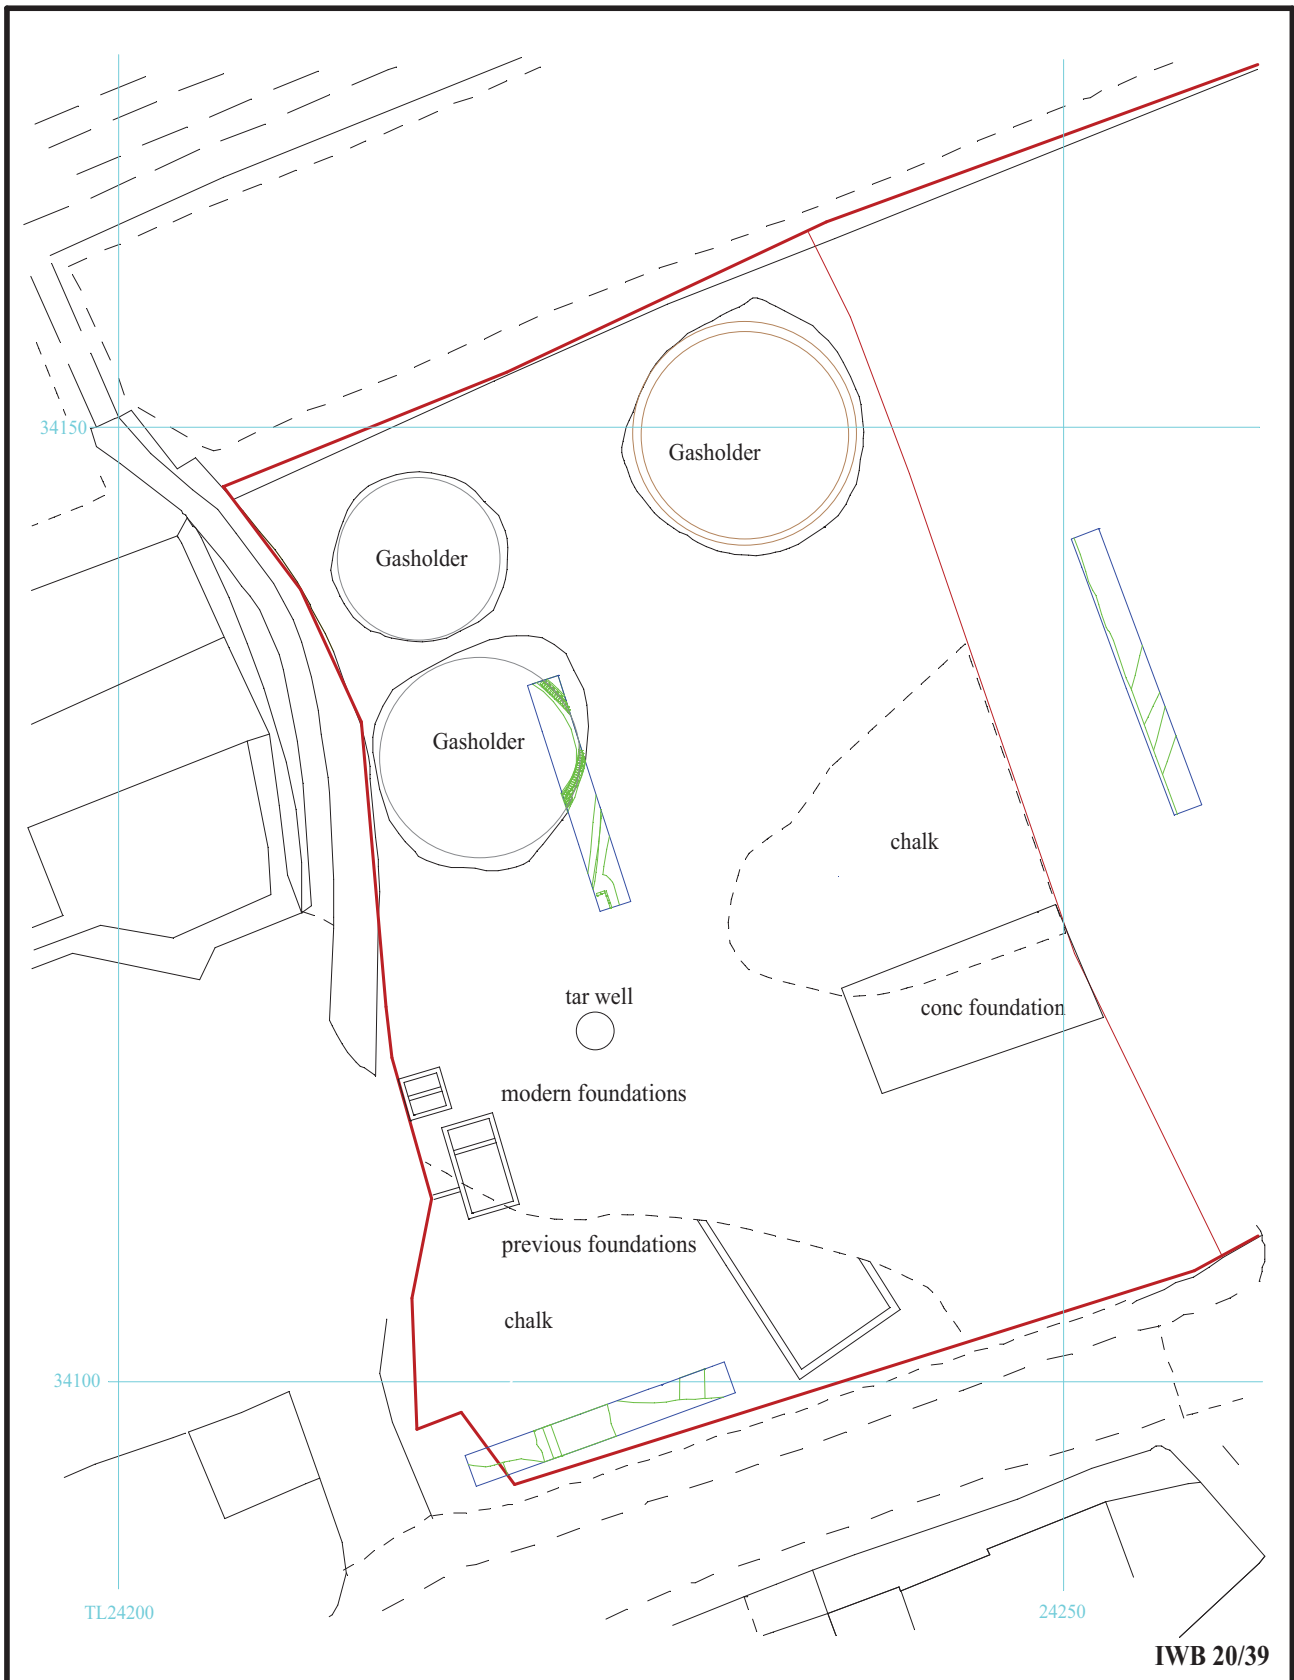 34150
Gasholder
Gasholder
Gasholder
chalk
tar well
conc foundation
modern foundations
previous foundations
chalk
34100
TL24200
24250
IWB 20/39